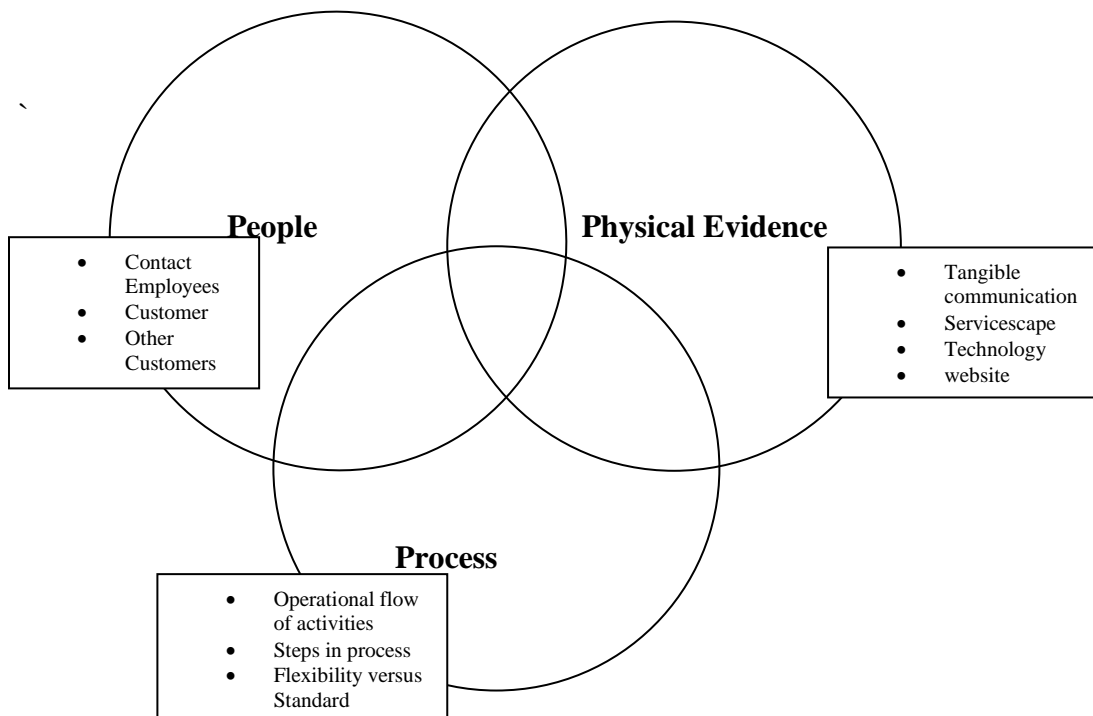 `
People
Physical Evidence
• Contact
Employees
• Customer
• Other
Customers
• Tangible
communication
• Servicescape
• Technology
• website
Process
• Operational flow
of activities
• Steps in process
• Flexibility versus
Standard